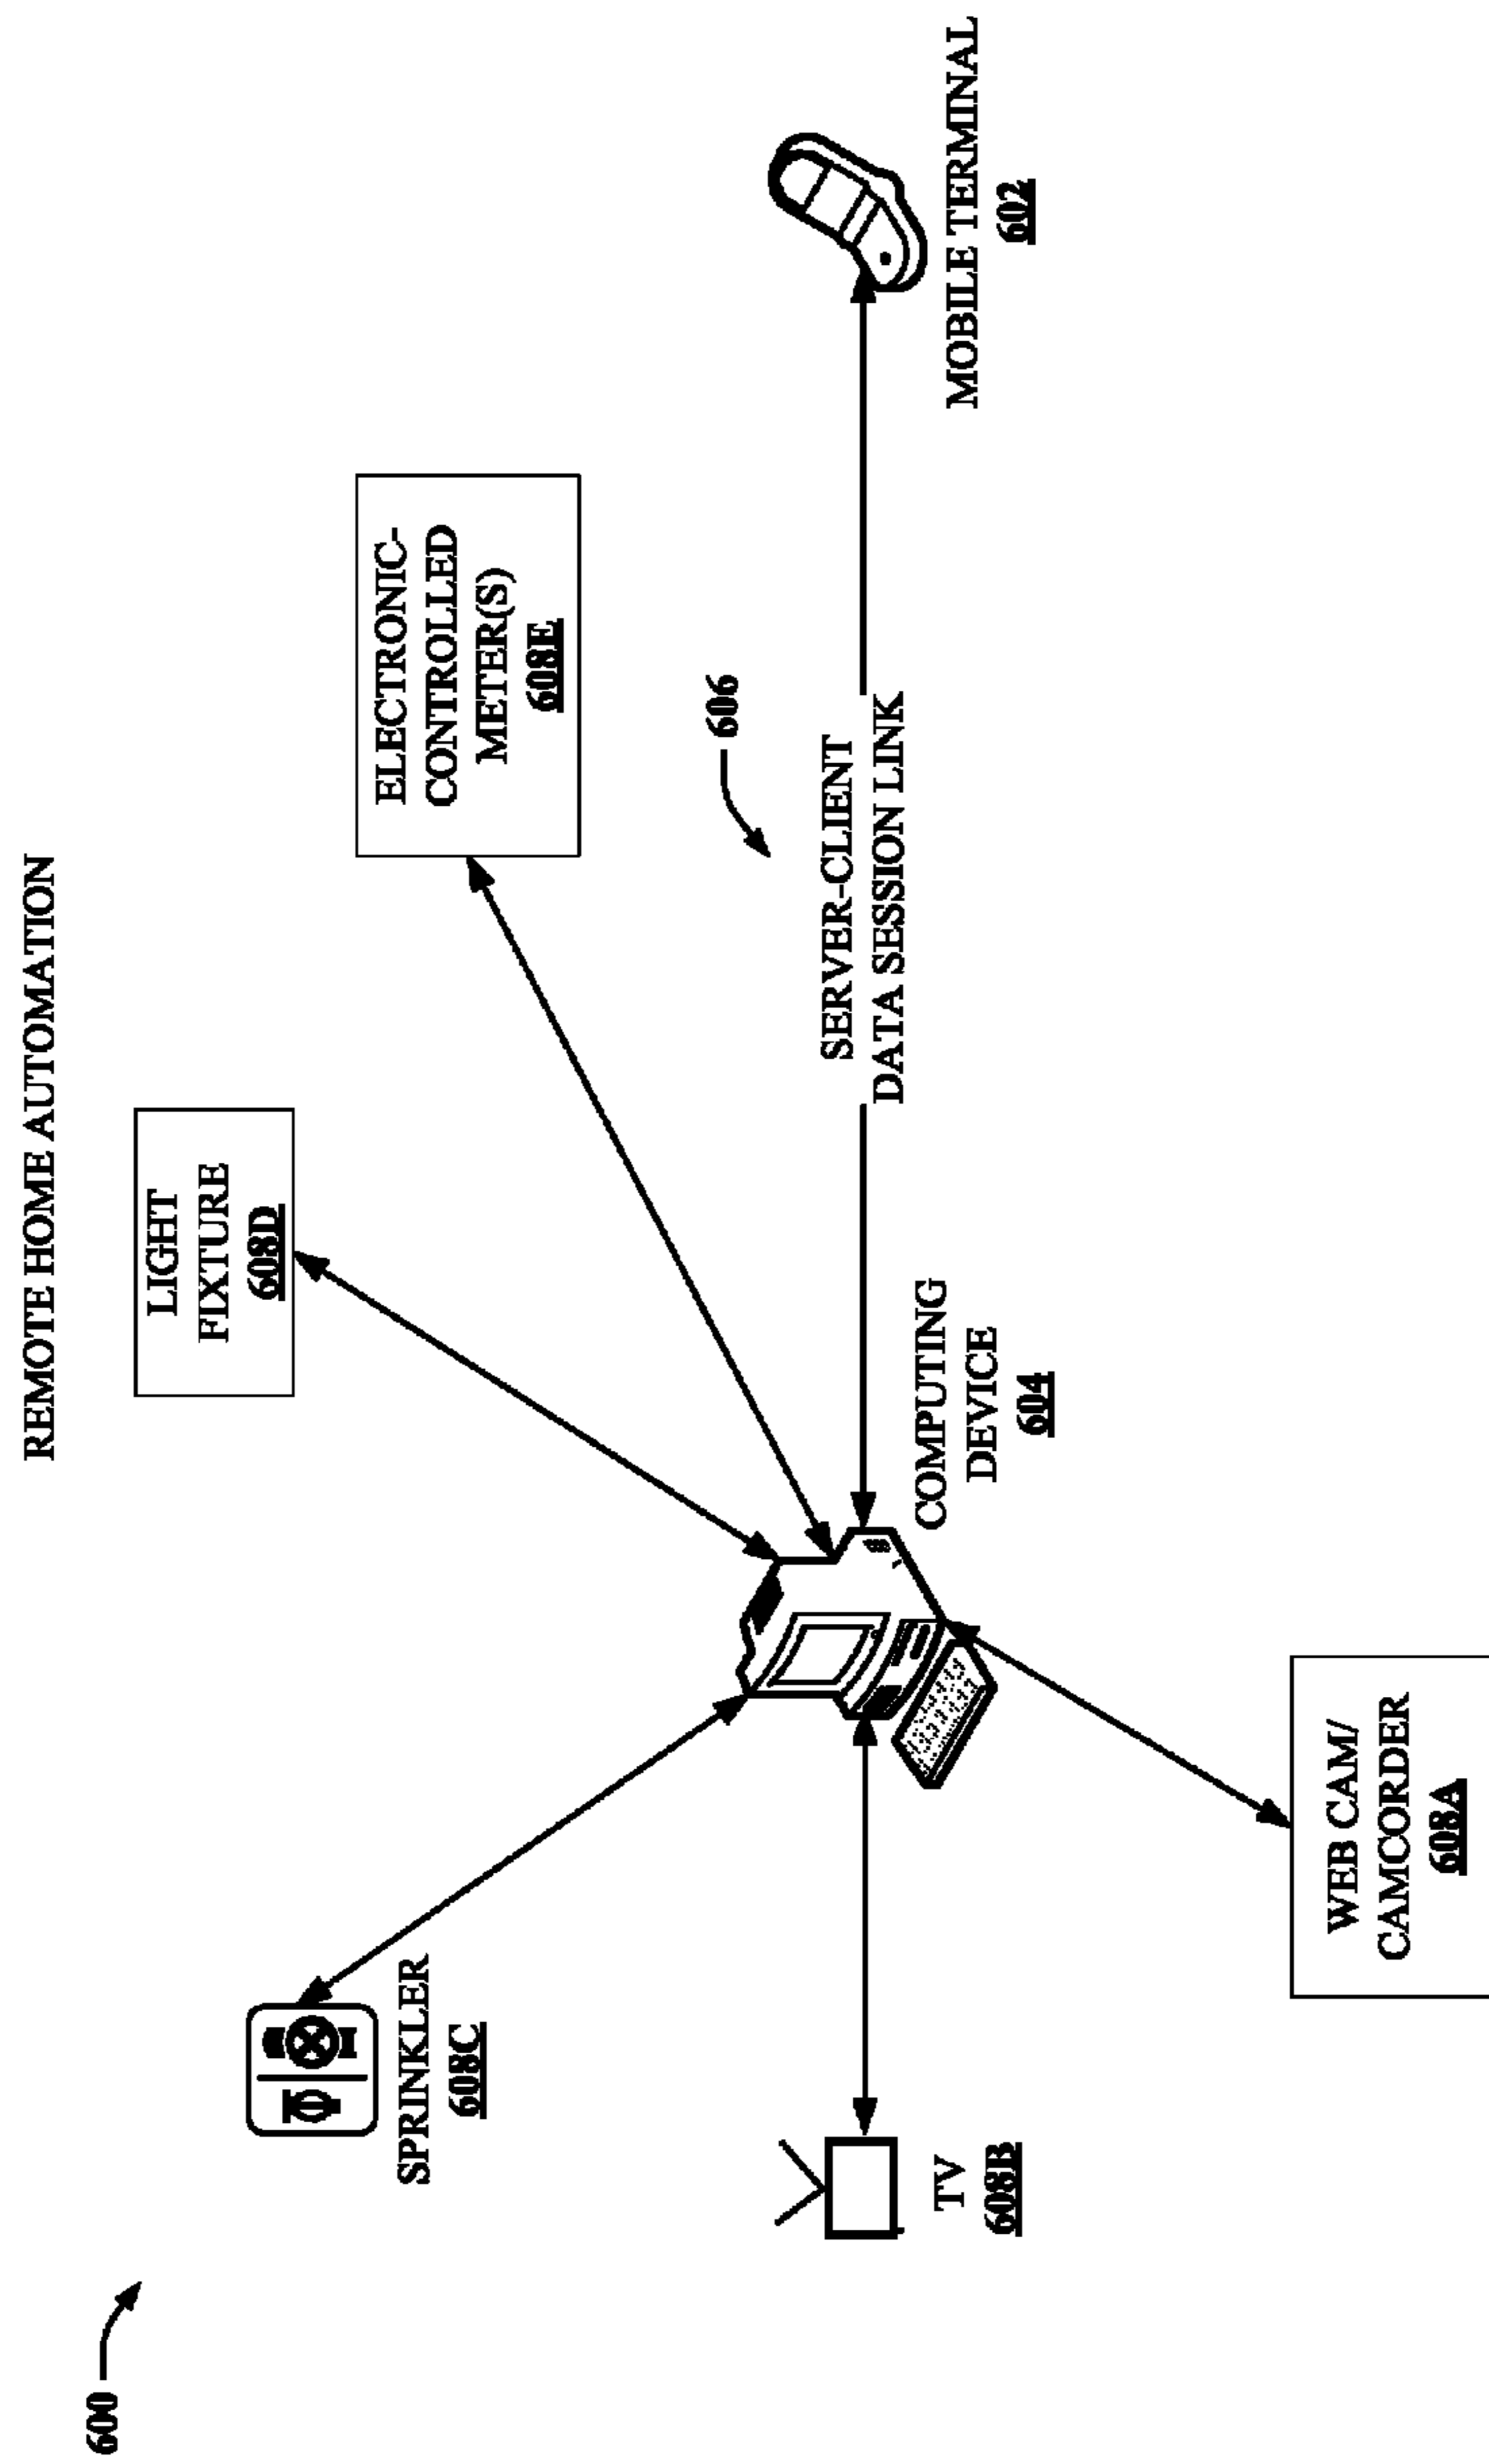 REMOTE HOME AUTOMATION
600
LIGHT
FIXTURE
608D
SPRINKLER
608C
ELECTRONIC-
CONTROLLED
METER(S)
608E
606
SERVER-CLIENT
DATA SESSION LINK
TV
608B
COMPUTING
DEVICE
604
MOBILE TERMINAL
602
WEB CAM/
CAMCORDER
608A